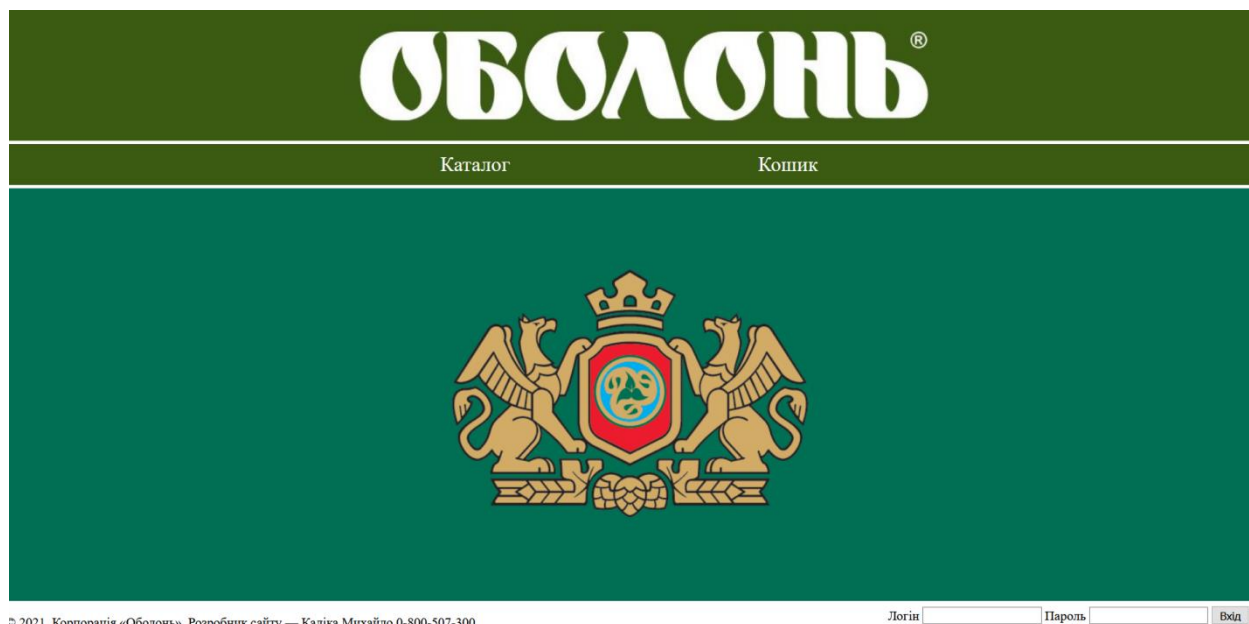 ОБОЛОНЬ®
Каталог Кошик
© 2021. Корпорація «Оболонь». Розробник сайту — Каліка Михайло 0-800-507-300
Логін Пароль Вхід